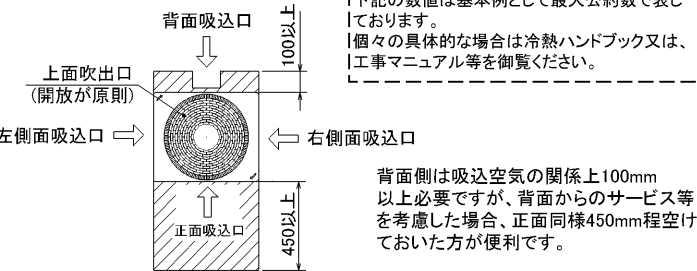 下記の数値は基本例として最大公約数で表し
ております。
個々の具体的な場合は冷熱ハンドブック又は、
工事マニュアル等を御覧ください。
背面吸込口
100以上
上面吹出口
(開放が原則)
左側面吸込口
右側面吸込口
正面吸込口
450以上
背面側は吸込空気の関係上100mm
以上必要ですが、背面からのサービス等
を考慮した場合、正面同様450mm程空け
ておいた方が便利です。